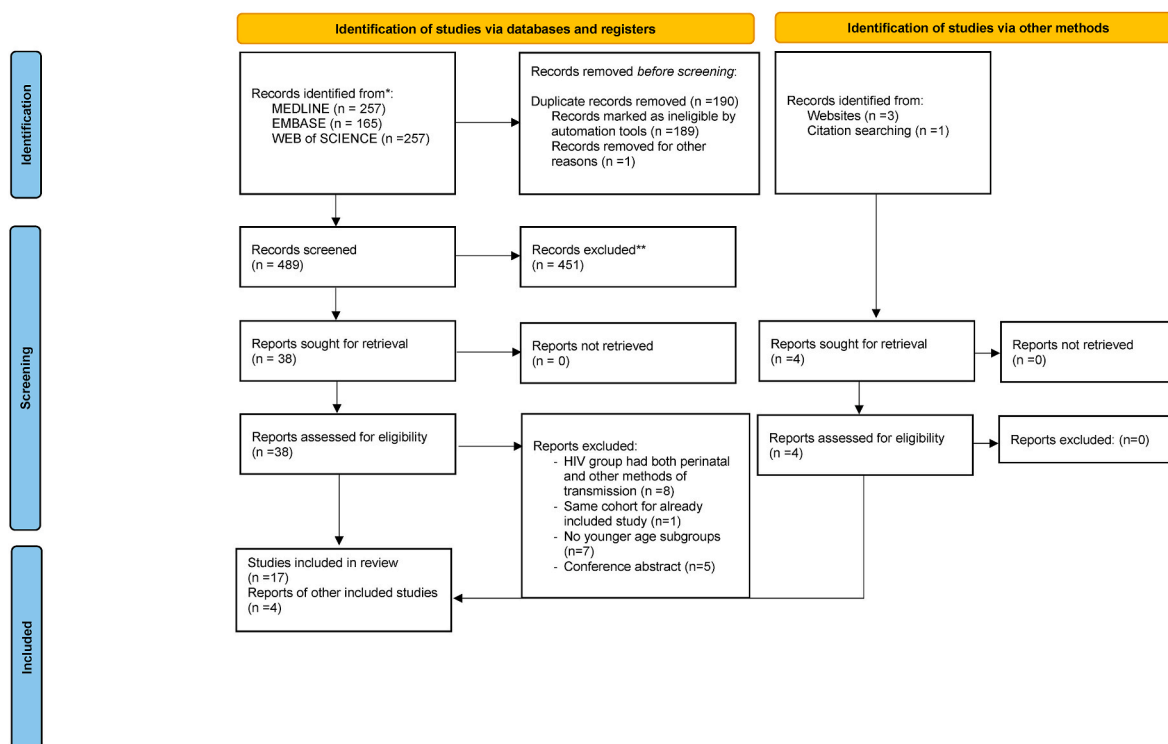 Identification of studies via databases and registers
Identification of studies via other methods
Identification
Records identified from*:
MEDLINE (n = 257)
EMBASE (n = 165)
WEB of SCIENCE (n =257)
Records removed before screening:
Duplicate records removed (n =190)
Records marked as ineligible by
automation tools (n =189)
Records removed for other
reasons (n =1)
Records identified from:
Websites (n =3)
Citation searching (n =1)
Screening
Records screened
(n = 489)
Records excluded**
(n = 451)
Reports sought for retrieval
(n = 38)
Reports not retrieved
(n = 0)
Reports sought for retrieval
(n =4)
Reports not retrieved
(n =0)
Reports assessed for eligibility
(n =38)
Reports excluded:
- HIV group had both perinatal
and other methods of
transmission (n =8)
- Same cohort for already
included study (n=1)
- No younger age subgroups
(n=7)
- Conference abstract (n=5)
Reports assessed for eligibility
(n =4)
Reports excluded: (n=0)
Included
Studies included in review
(n =17)
Reports of other included studies
(n =4)